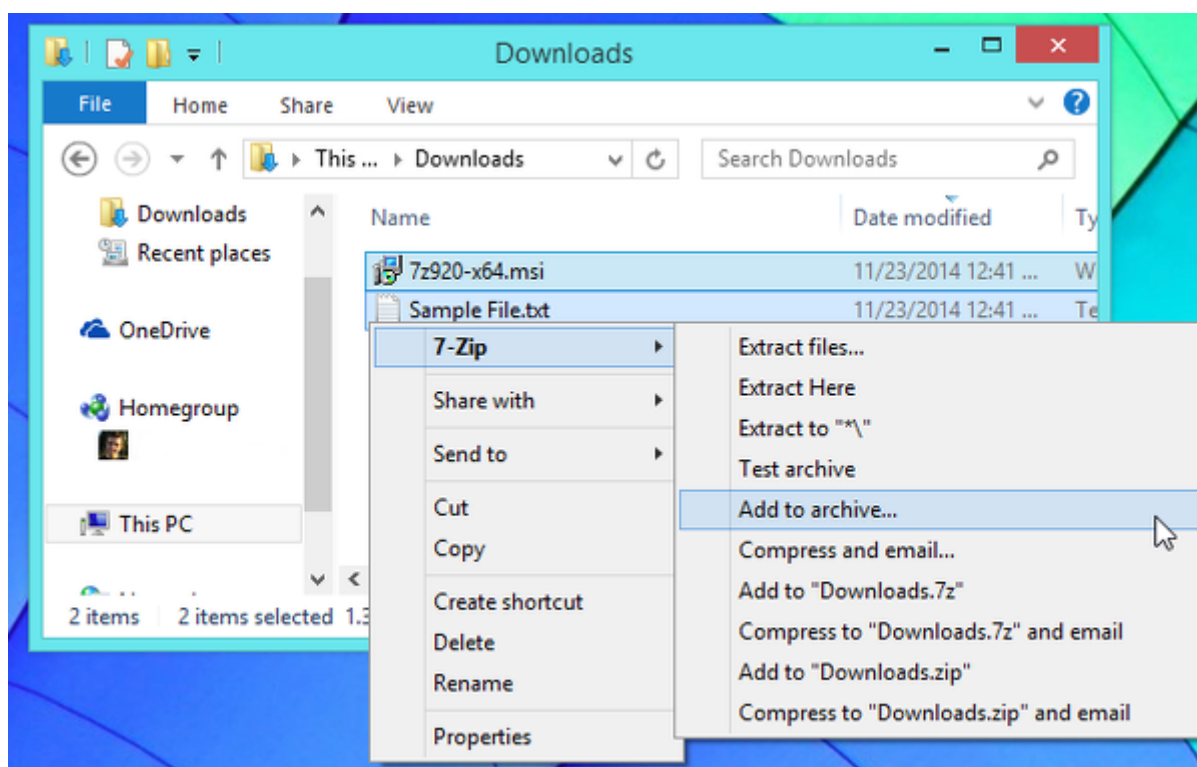 Downloads
File Home Share View
This ... Downloads Search Downloads
Downloads
Recent places
OneDrive
Homegroup
This PC
Name Date modified Ty
7z920-x64.msi 11/23/2014 12:41 ... W
Sample File.txt 11/23/2014 12:41 ... Te
2 items 2 items selected 1.3
7-Zip
Share with
Send to
Cut
Copy
Create shortcut
Delete
Rename
Properties
Extract files...
Extract Here
Extract to "*\"
Test archive
Add to archive...
Compress and email...
Add to "Downloads.7z"
Compress to "Downloads.7z" and email
Add to "Downloads.zip"
Compress to "Downloads.zip" and email